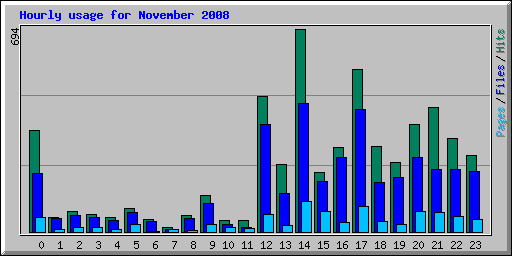 Hourly usage for November 2008
694
Pages / Files / Hits
0 1 2 3 4 5 6 7 8 9 10 11 12 13 14 15 16 17 18 19 20 21 22 23